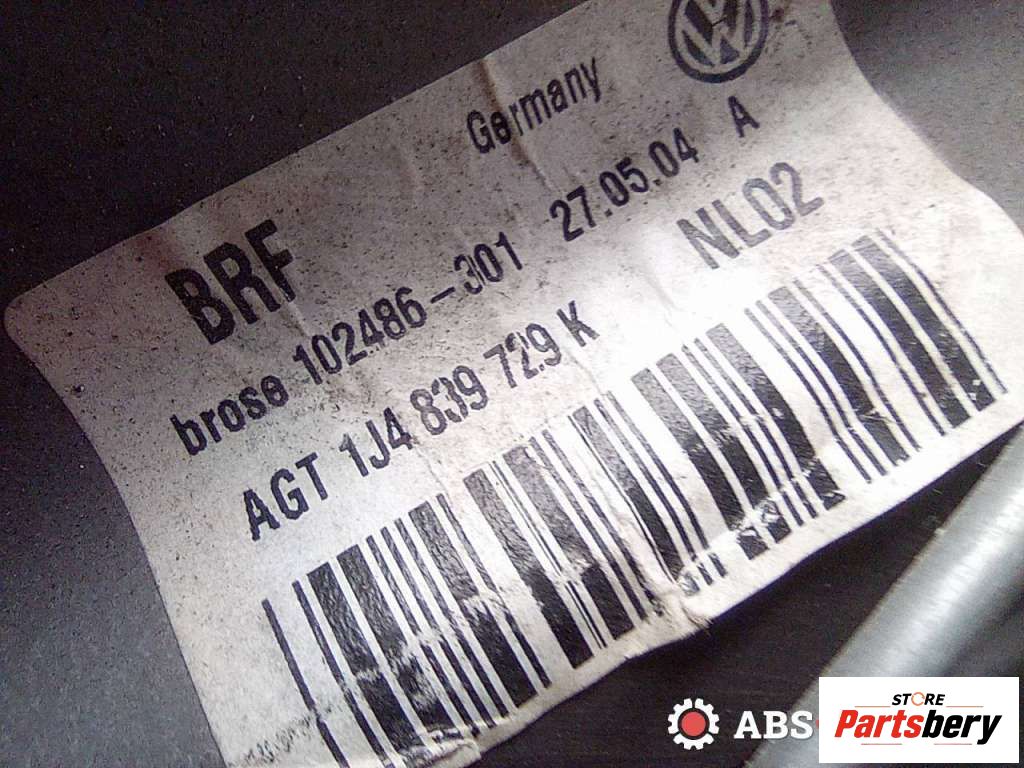 Germany
BRF
brose 102486-301 27.05.04 A
AGT 1J4 839 729 K NL02
ABS
STORE
Partsbery